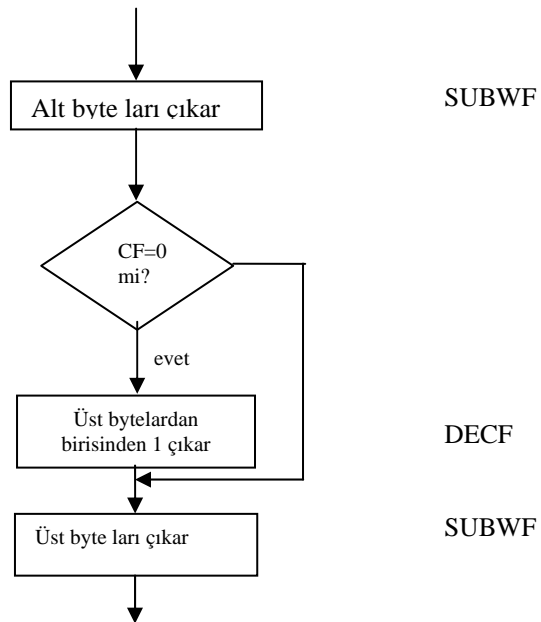 Alt byte ları çıkar
SUBWF
CF=0
mi?
evet
Üst bytelardan
birisinden 1 çıkar
DECF
Üst byte ları çıkar
SUBWF